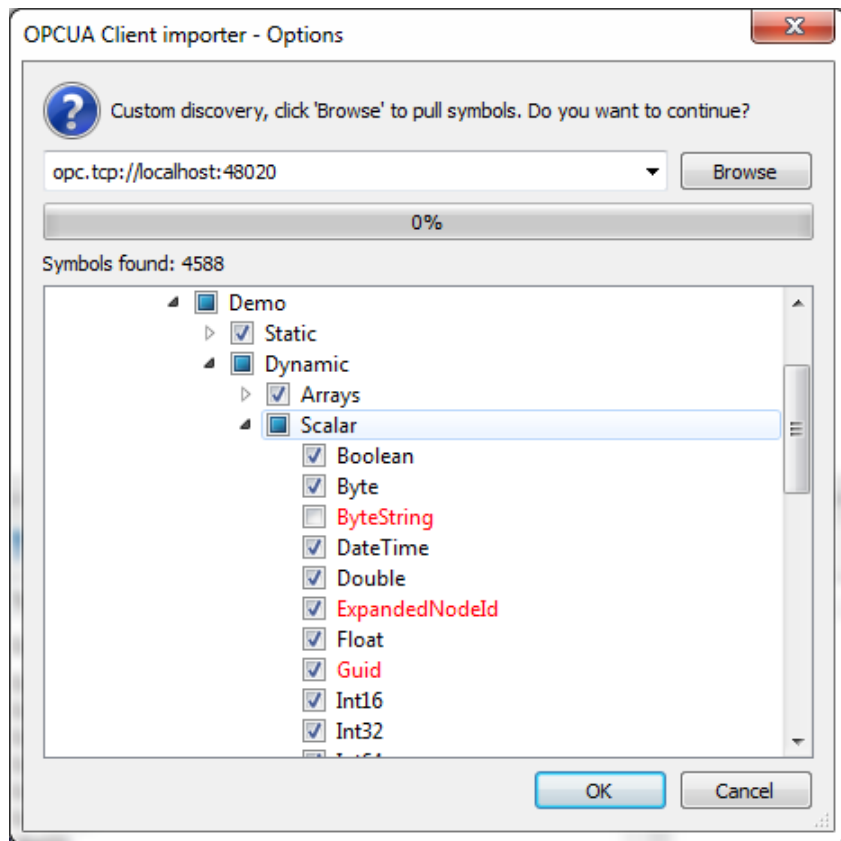 OPCUA Client importer - Options
Custom discovery, click 'Browse' to pull symbols. Do you want to continue?
opc.tcp://localhost:48020
Browse
0%
Symbols found: 4588
Demo
Static
Dynamic
Arrays
Scalar
Boolean
Byte
ByteString
DateTime
Double
ExpandedNodeId
Float
Guid
Int16
Int32
OK
Cancel